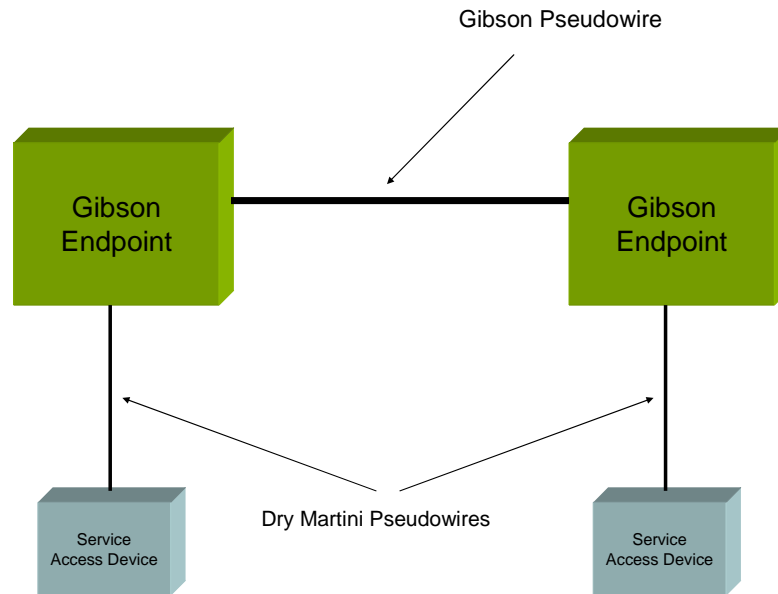 Gibson Pseudowire
Gibson
Endpoint
Gibson
Endpoint
Dry Martini Pseudowires
Service
Access Device
Service
Access Device